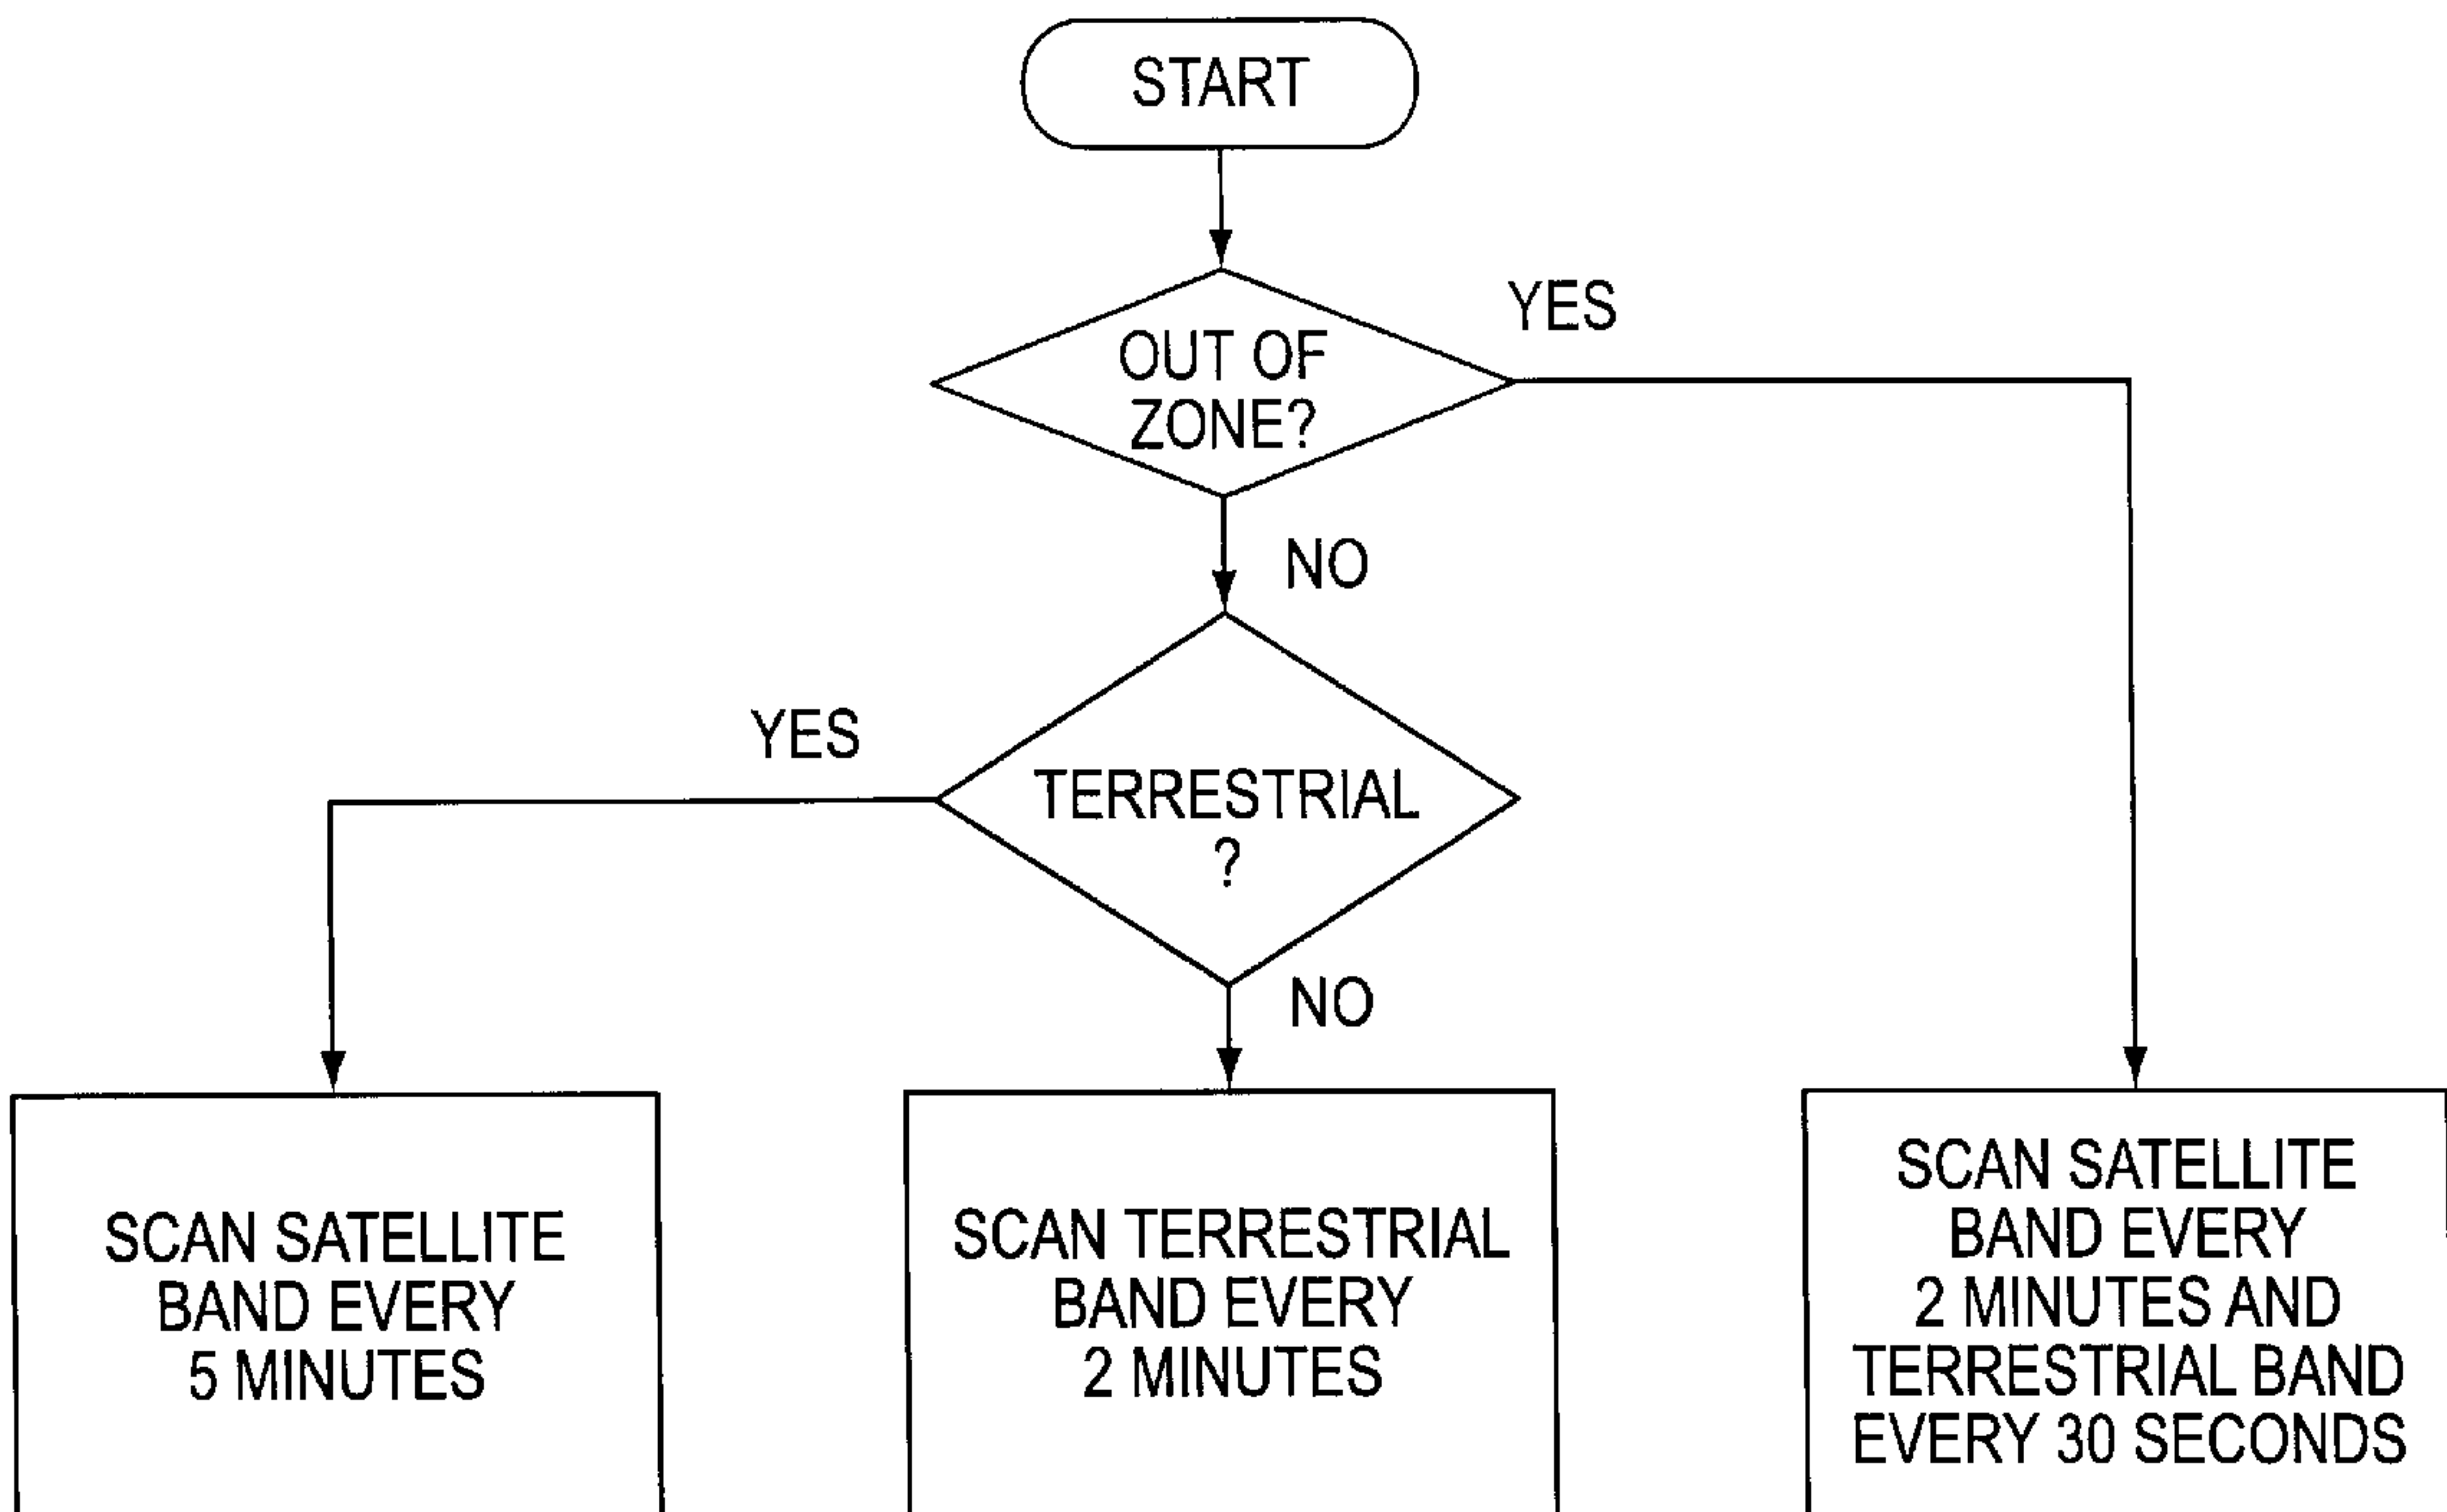 START
OUT OF
ZONE?
YES
NO
TERRESTRIAL
?
YES
NO
SCAN SATELLITE
BAND EVERY
5 MINUTES
SCAN TERRESTRIAL
BAND EVERY
2 MINUTES
SCAN SATELLITE
BAND EVERY
2 MINUTES AND
TERRESTRIAL BAND
EVERY 30 SECONDS